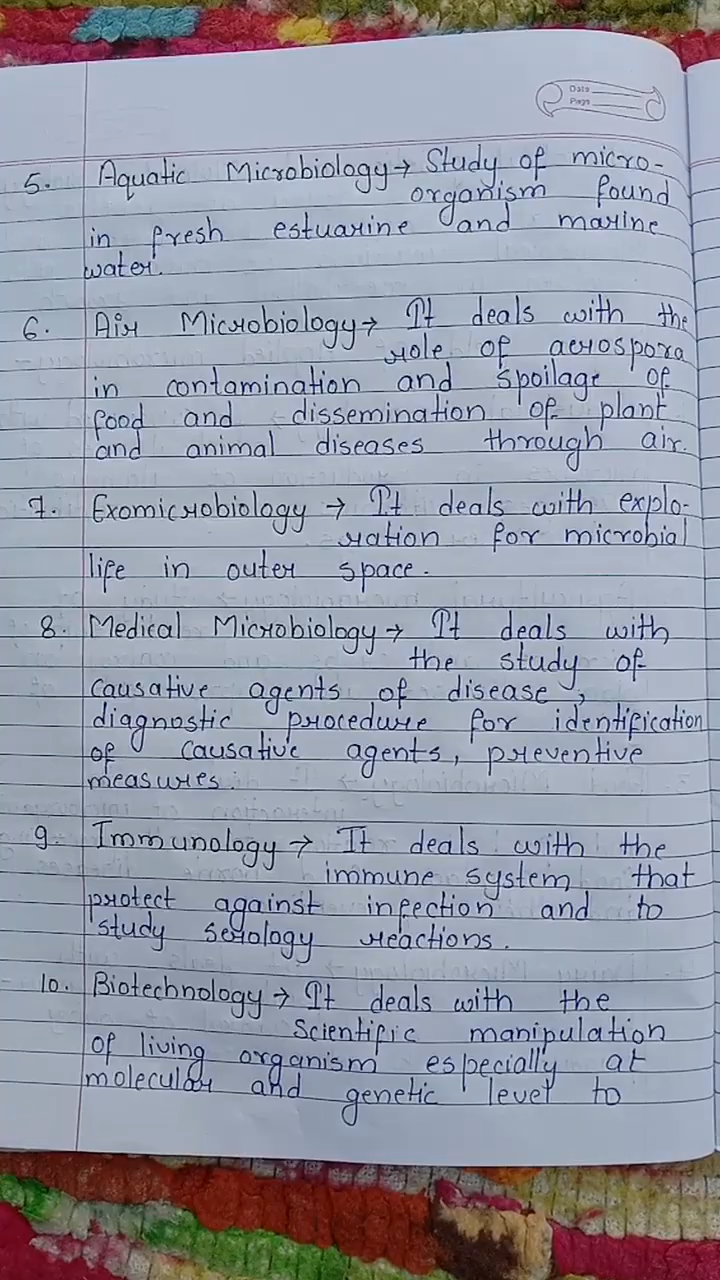 Date
Page
5. Aquatic Microbiology → Study of micro-
organism found
in fresh estuarine and marine
water.
6. Air Microbiology → It deals with the
role of aerospora
in contamination and spoilage of
food and dissemination of plant
and animal diseases through air.
7. Exomicrobiology → It deals with explo-
ration for microbial
life in outer space.
8. Medical Microbiology → It deals with
the study of
causative agents of disease,
diagnostic procedure for identification
of causative agents, preventive
measures.
9. Immunology → It deals with the
immune system that
protect against infection and to
study serology reactions.
10. Biotechnology → It deals with the
Scientific manipulation
of living organism especially at
molecular and genetic level to